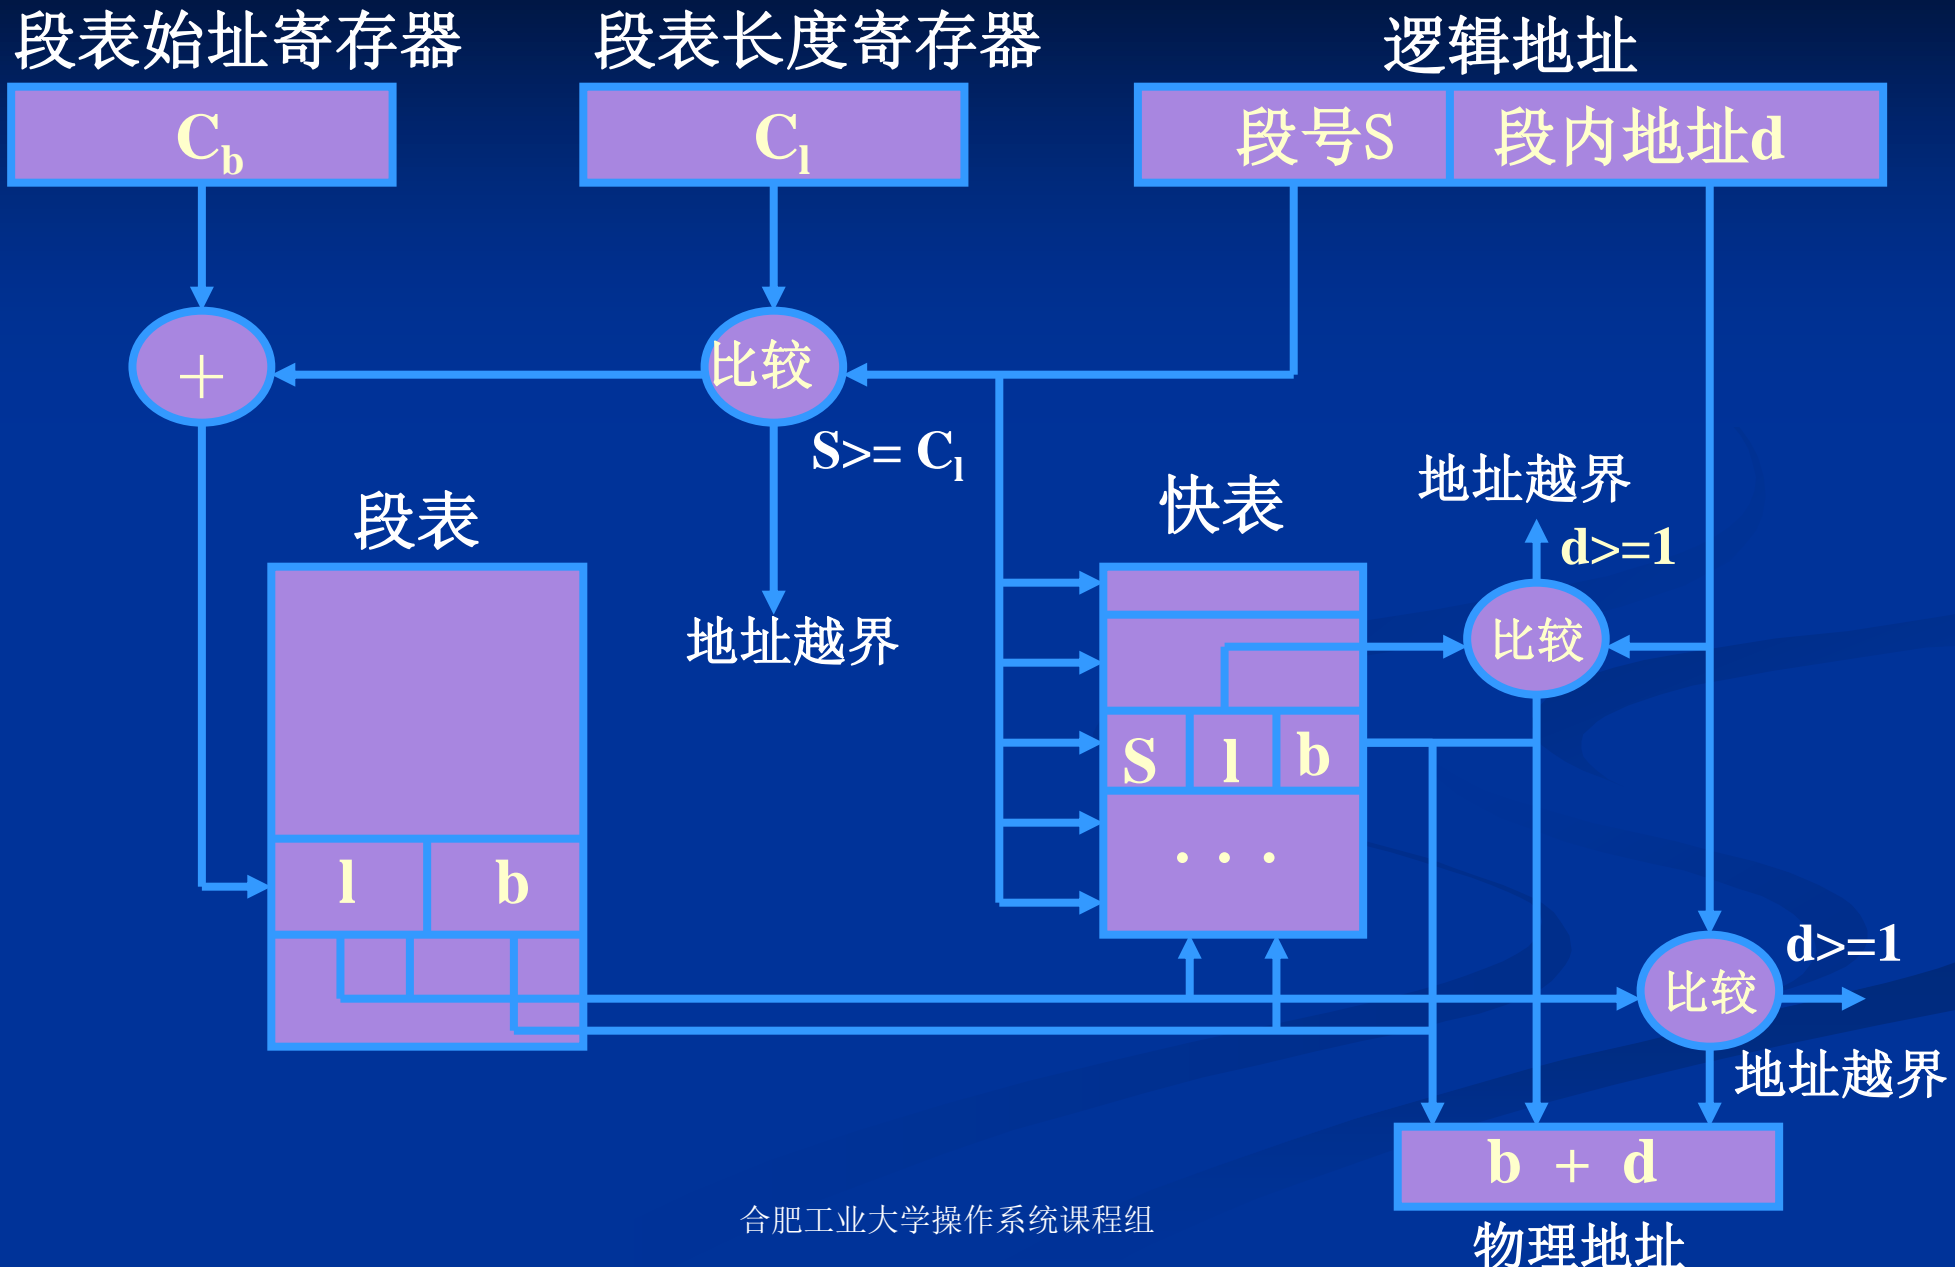 段表始址寄存器
段表长度寄存器
逻辑地址
Cb
Cl
段号S
段内地址d
+
比较
S>= Cl
地址越界
段表
l
b
快表
S
l
b
. . .
地址越界
d>=1
比较
d>=1
比较
地址越界
b + d
物理地址
合肥工业大学操作系统课程组